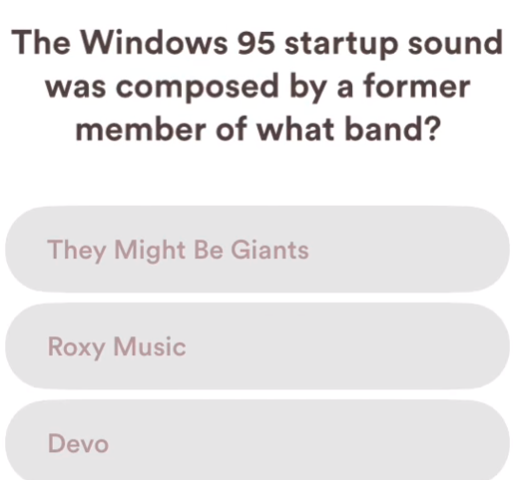 The Windows 95 startup sound
was composed by a former
member of what band?
They Might Be Giants
Roxy Music
Devo